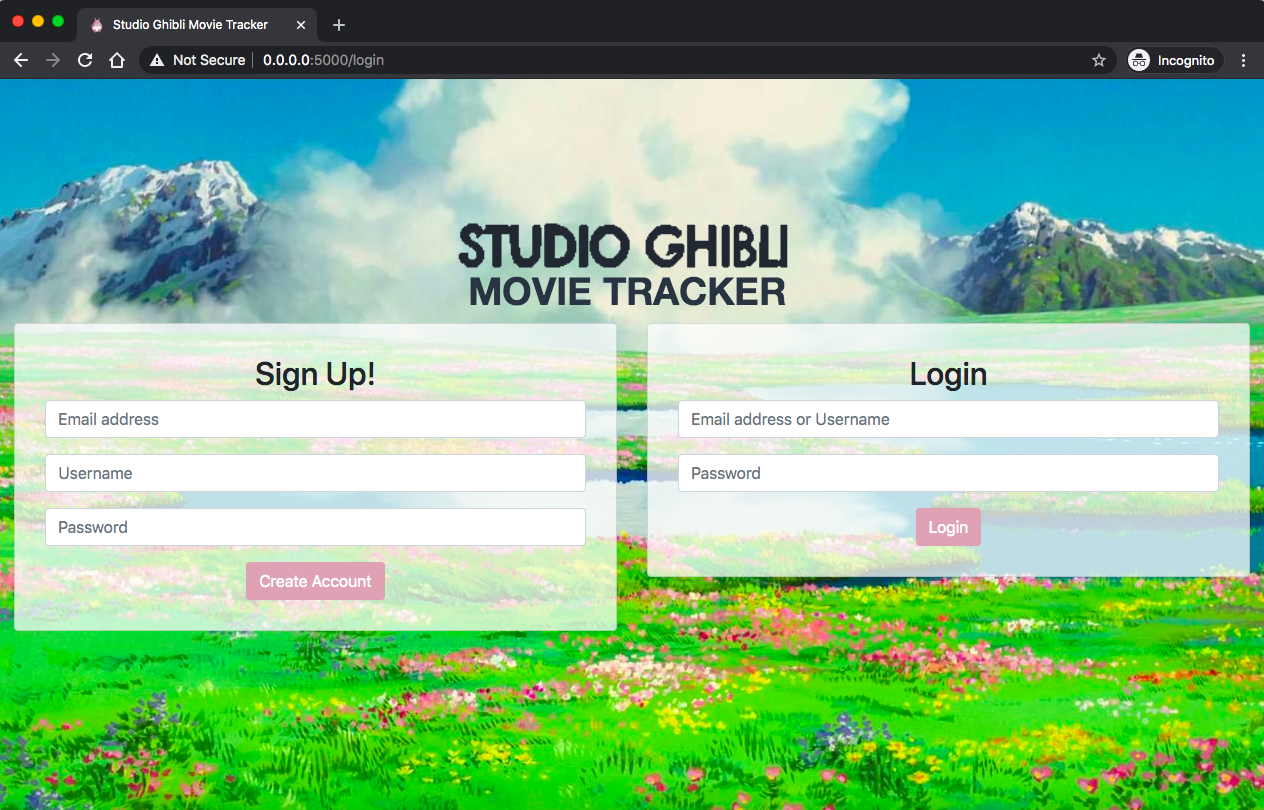 Studio Ghibli Movie Tracker
Not Secure
0.0.0.0:5000/login
Incognito
STUDIO GHIBLI
MOVIE TRACKER
Sign Up!
Email address
Username
Password
Create Account
Login
Email address or Username
Password
Login